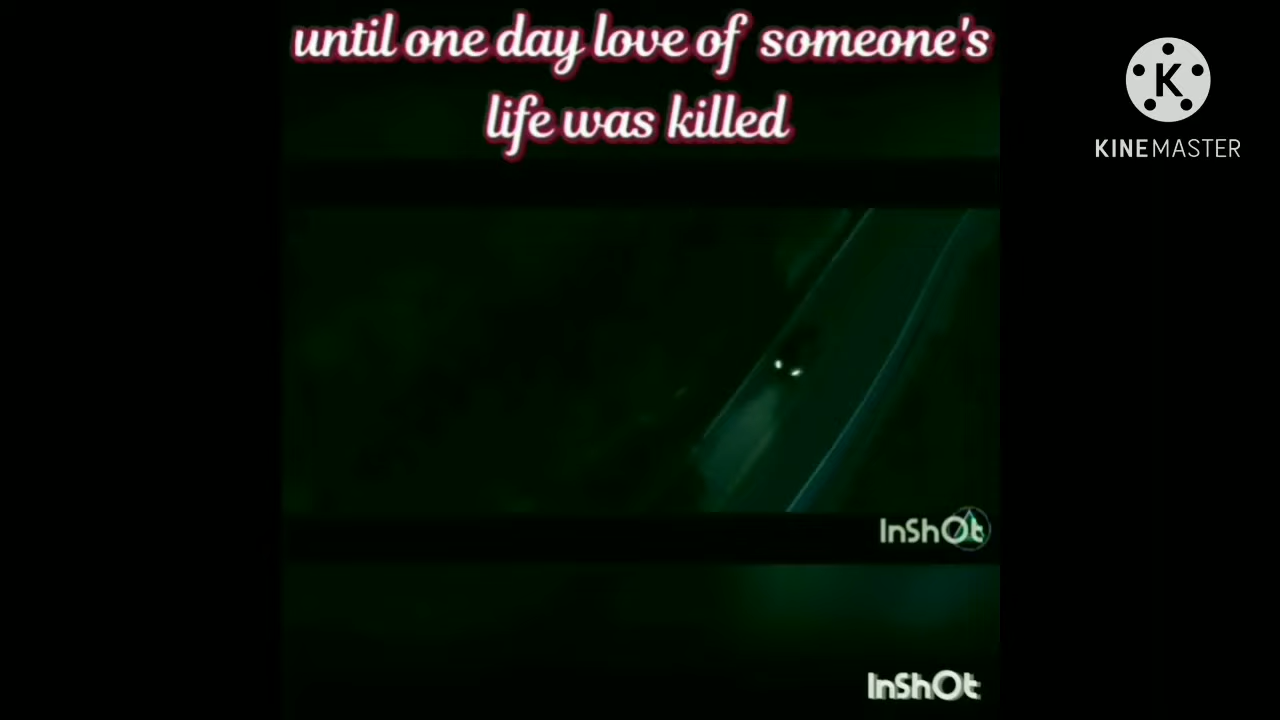 until one day love of someone's
life was killed
K
KINEMASTER
InShOt
InShOt